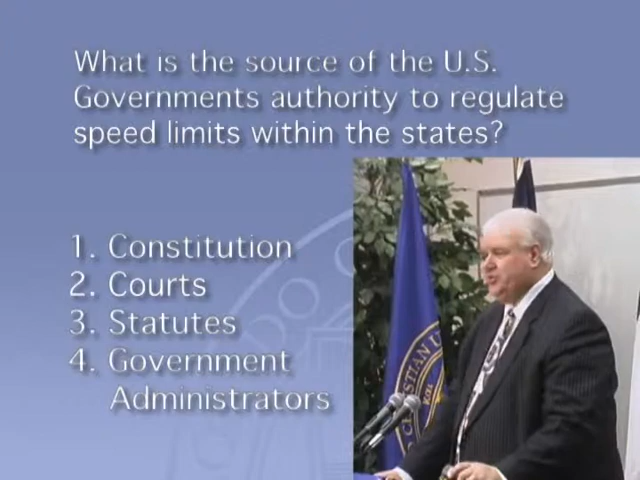 What is the source of the U.S.
Governments authority to regulate
speed limits within the states?
1. Constitution
2. Courts
3. Statutes
4. Government
Administrators
CHRISTIAN